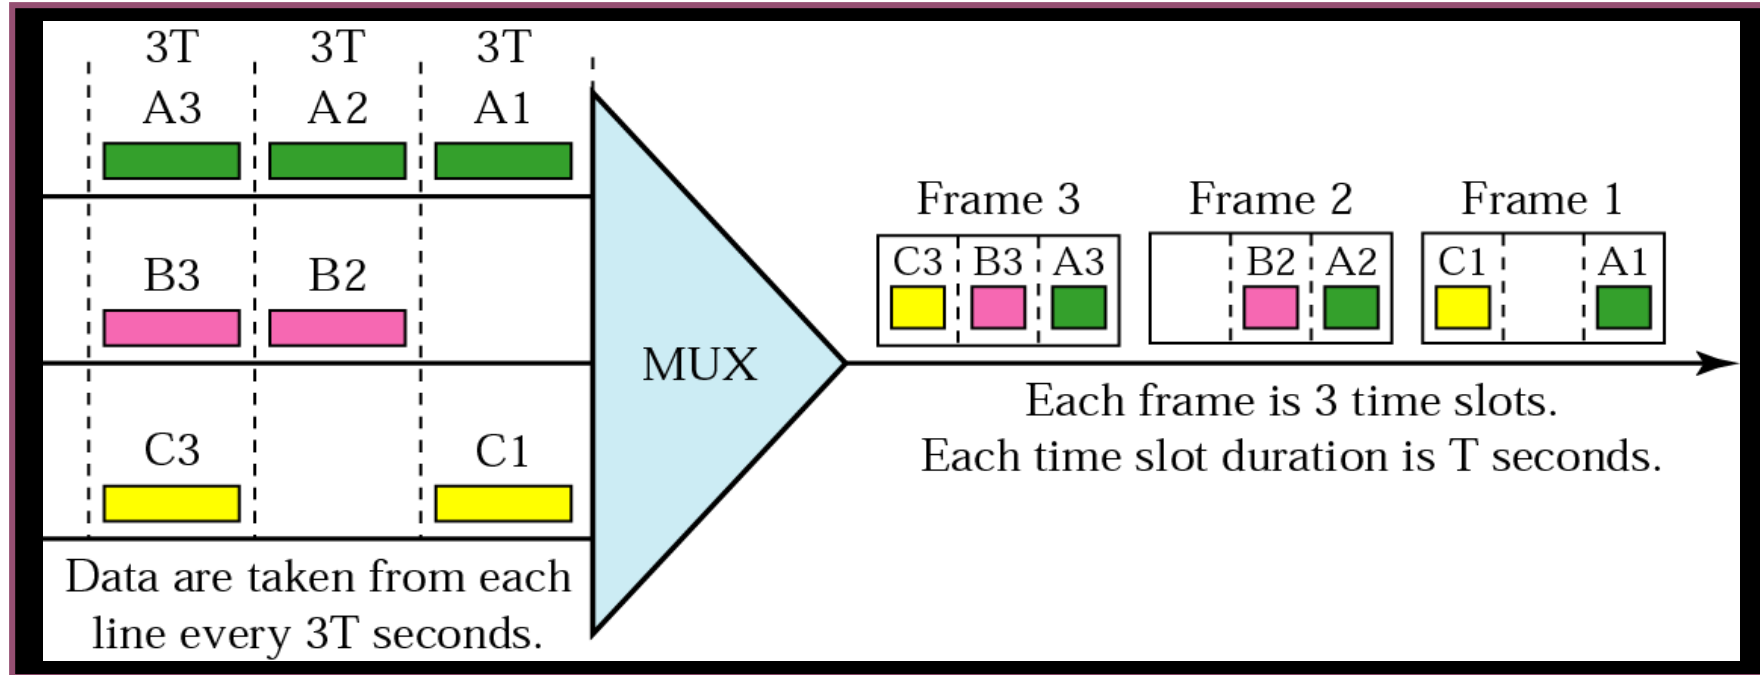 3T 3T 3T
A3 A2 A1
B3 B2
C3 C1
Data are taken from each
line every 3T seconds.
MUX
Frame 3 Frame 2 Frame 1
C3 B3 A3 B2 A2 C1 A1
Each frame is 3 time slots.
Each time slot duration is T seconds.